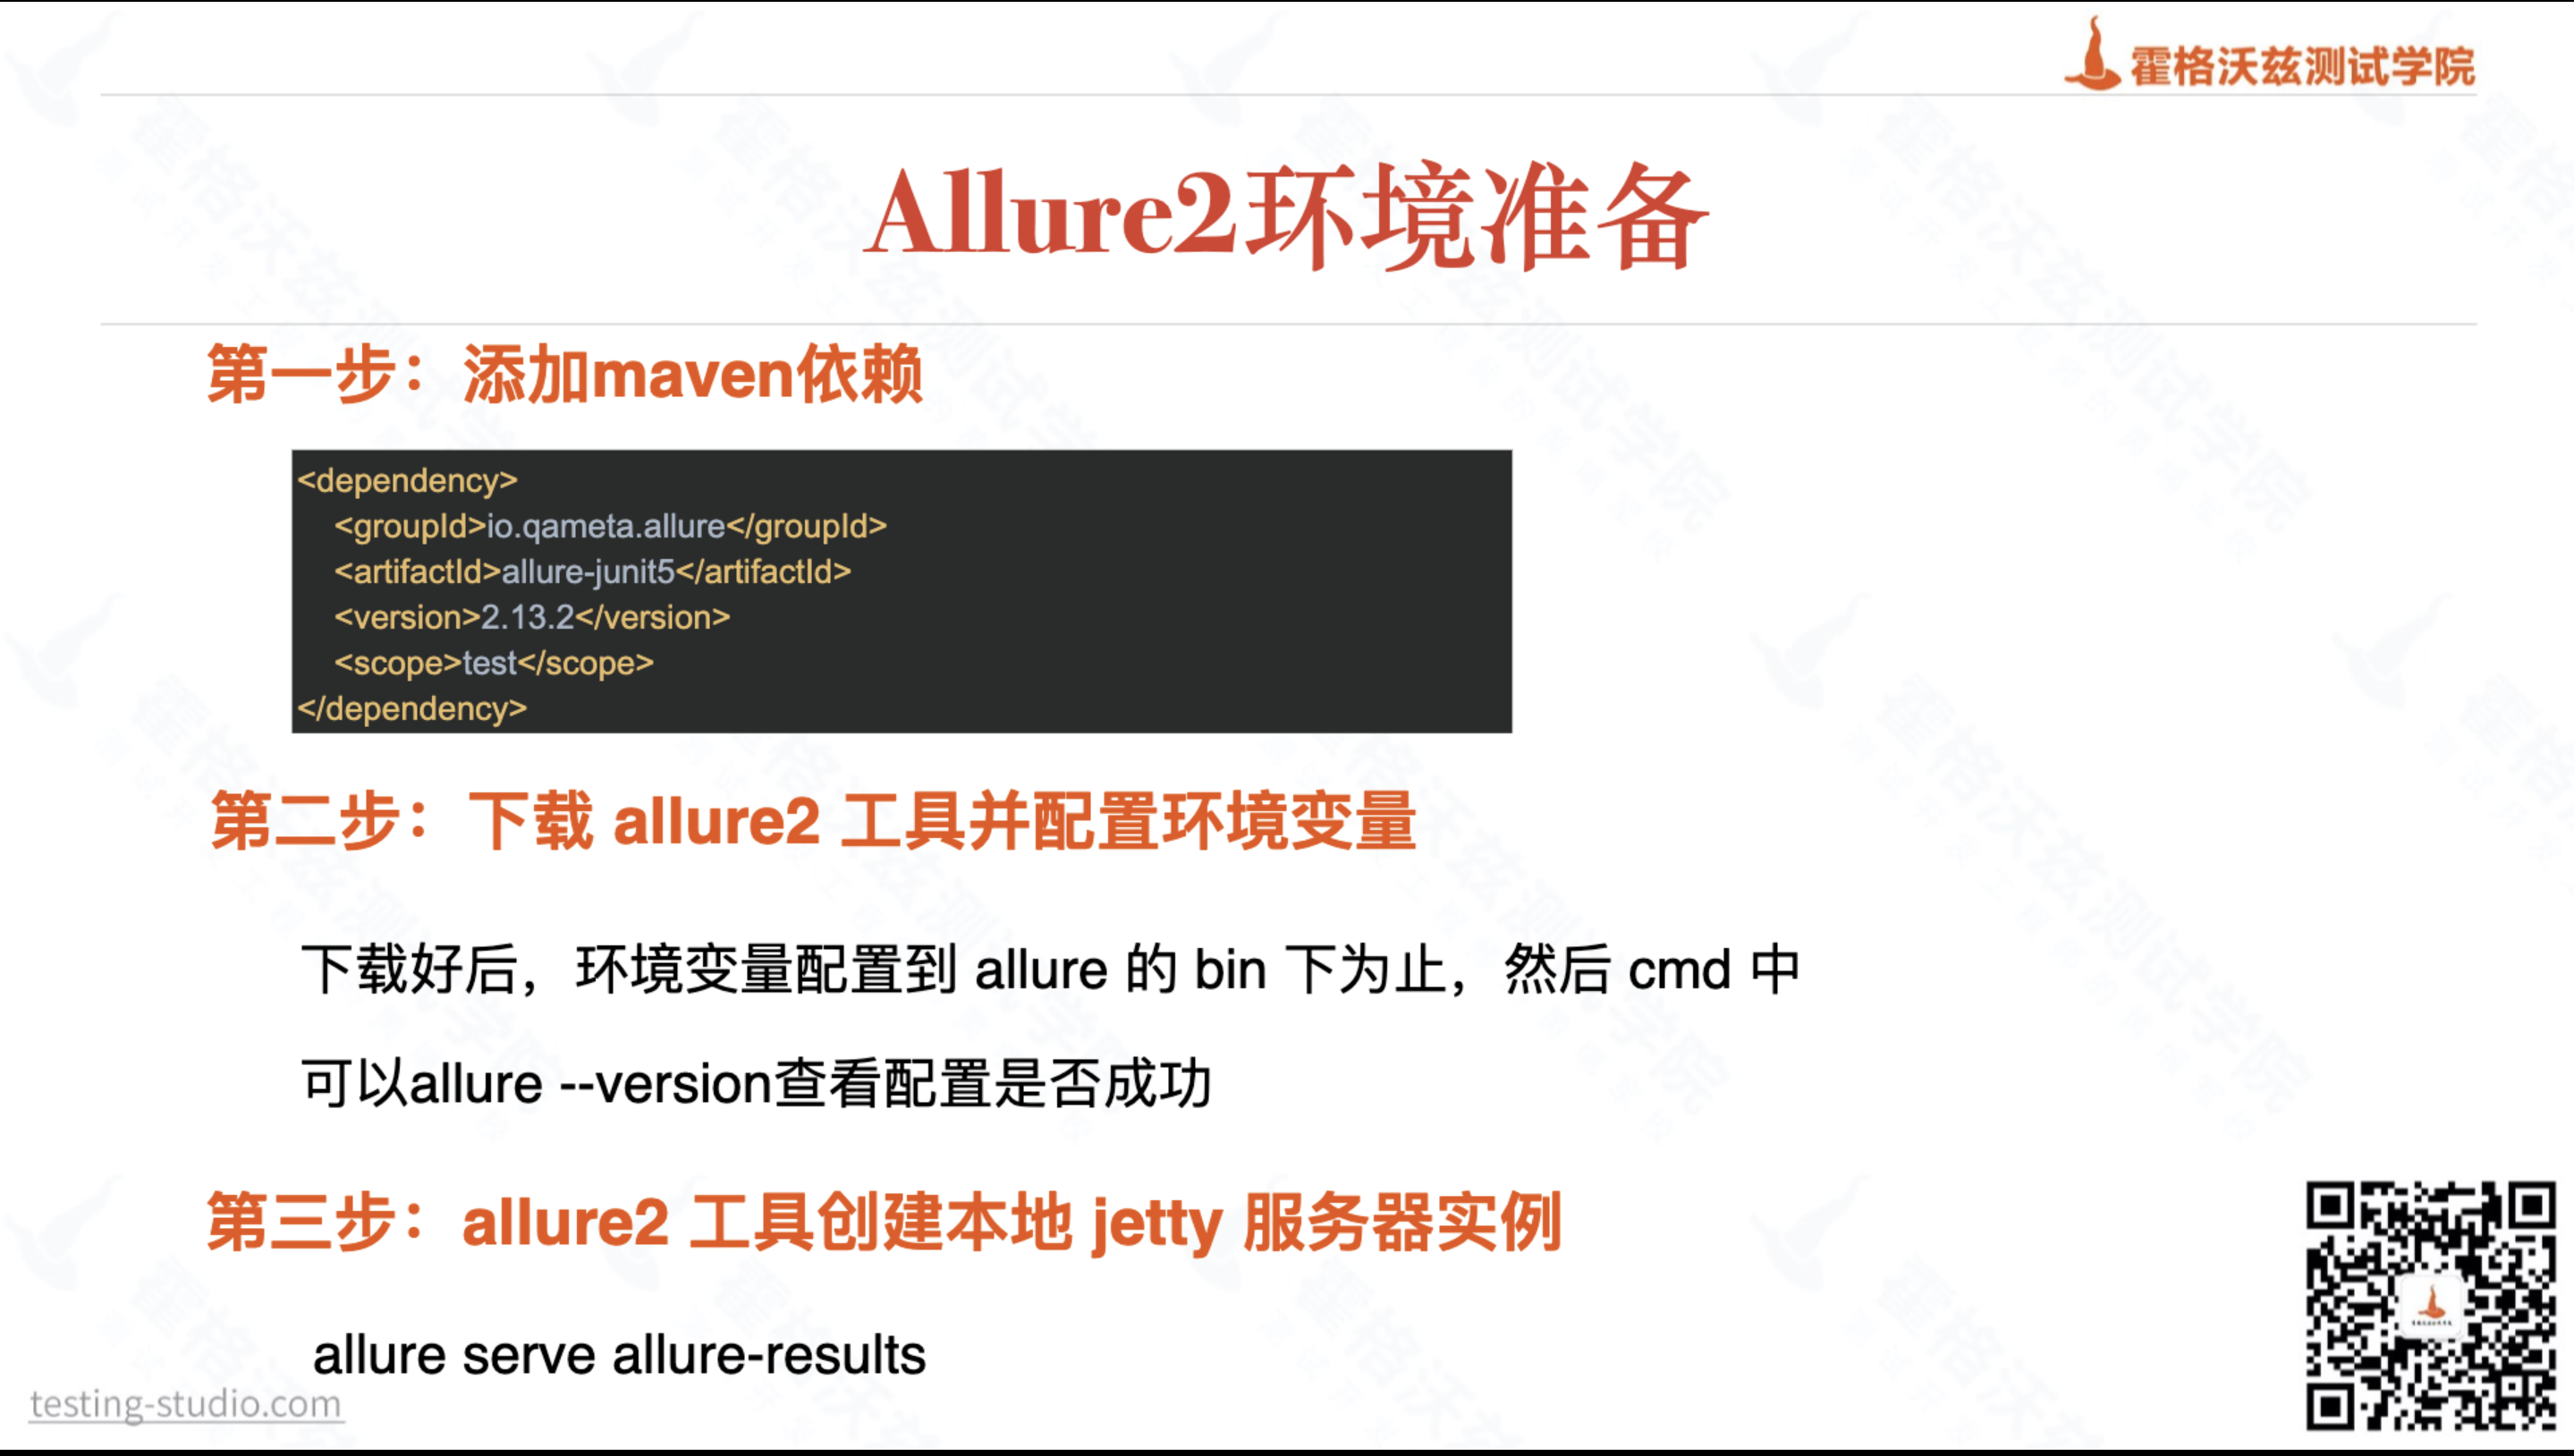 霍格沃兹测试学院
Allure2环境准备
第一步：添加maven依赖
<dependency>
<groupId>io.qameta.allure</groupId>
<artifactId>allure-junit5</artifactId>
<version>2.13.2</version>
<scope>test</scope>
</dependency>
第二步：下载 allure2 工具并配置环境变量
下载好后，环境变量配置到 allure 的 bin 下为止，然后 cmd 中
可以allure --version查看配置是否成功
第三步：allure2 工具创建本地 jetty 服务器实例
allure serve allure-results
testing-studio.com